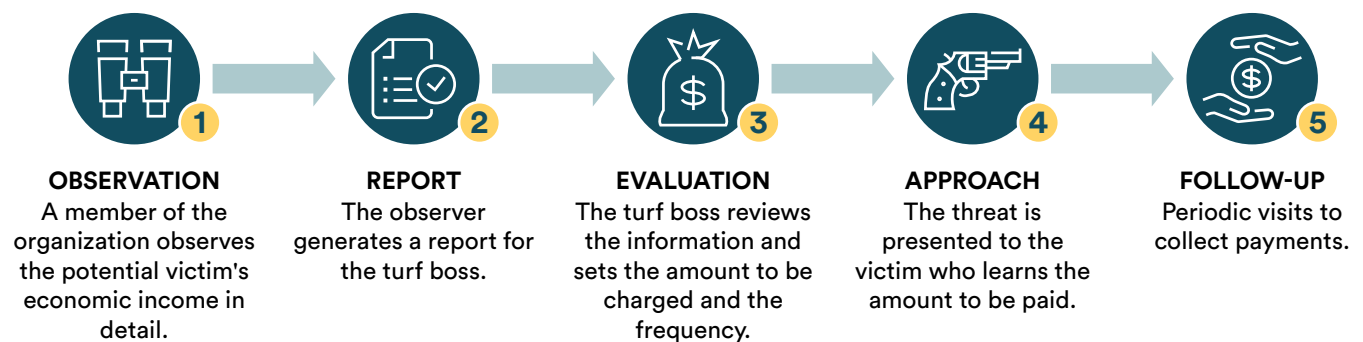 1
2
3
4
5
OBSERVATION
A member of the
organization observes
the potential victim's
economic income in
detail.
REPORT
The observer
generates a report for
the turf boss.
EVALUATION
The turf boss reviews
the information and
sets the amount to be
charged and the
frequency.
APPROACH
The threat is
presented to the
victim who learns the
amount to be paid.
FOLLOW-UP
Periodic visits to
collect payments.
$
$